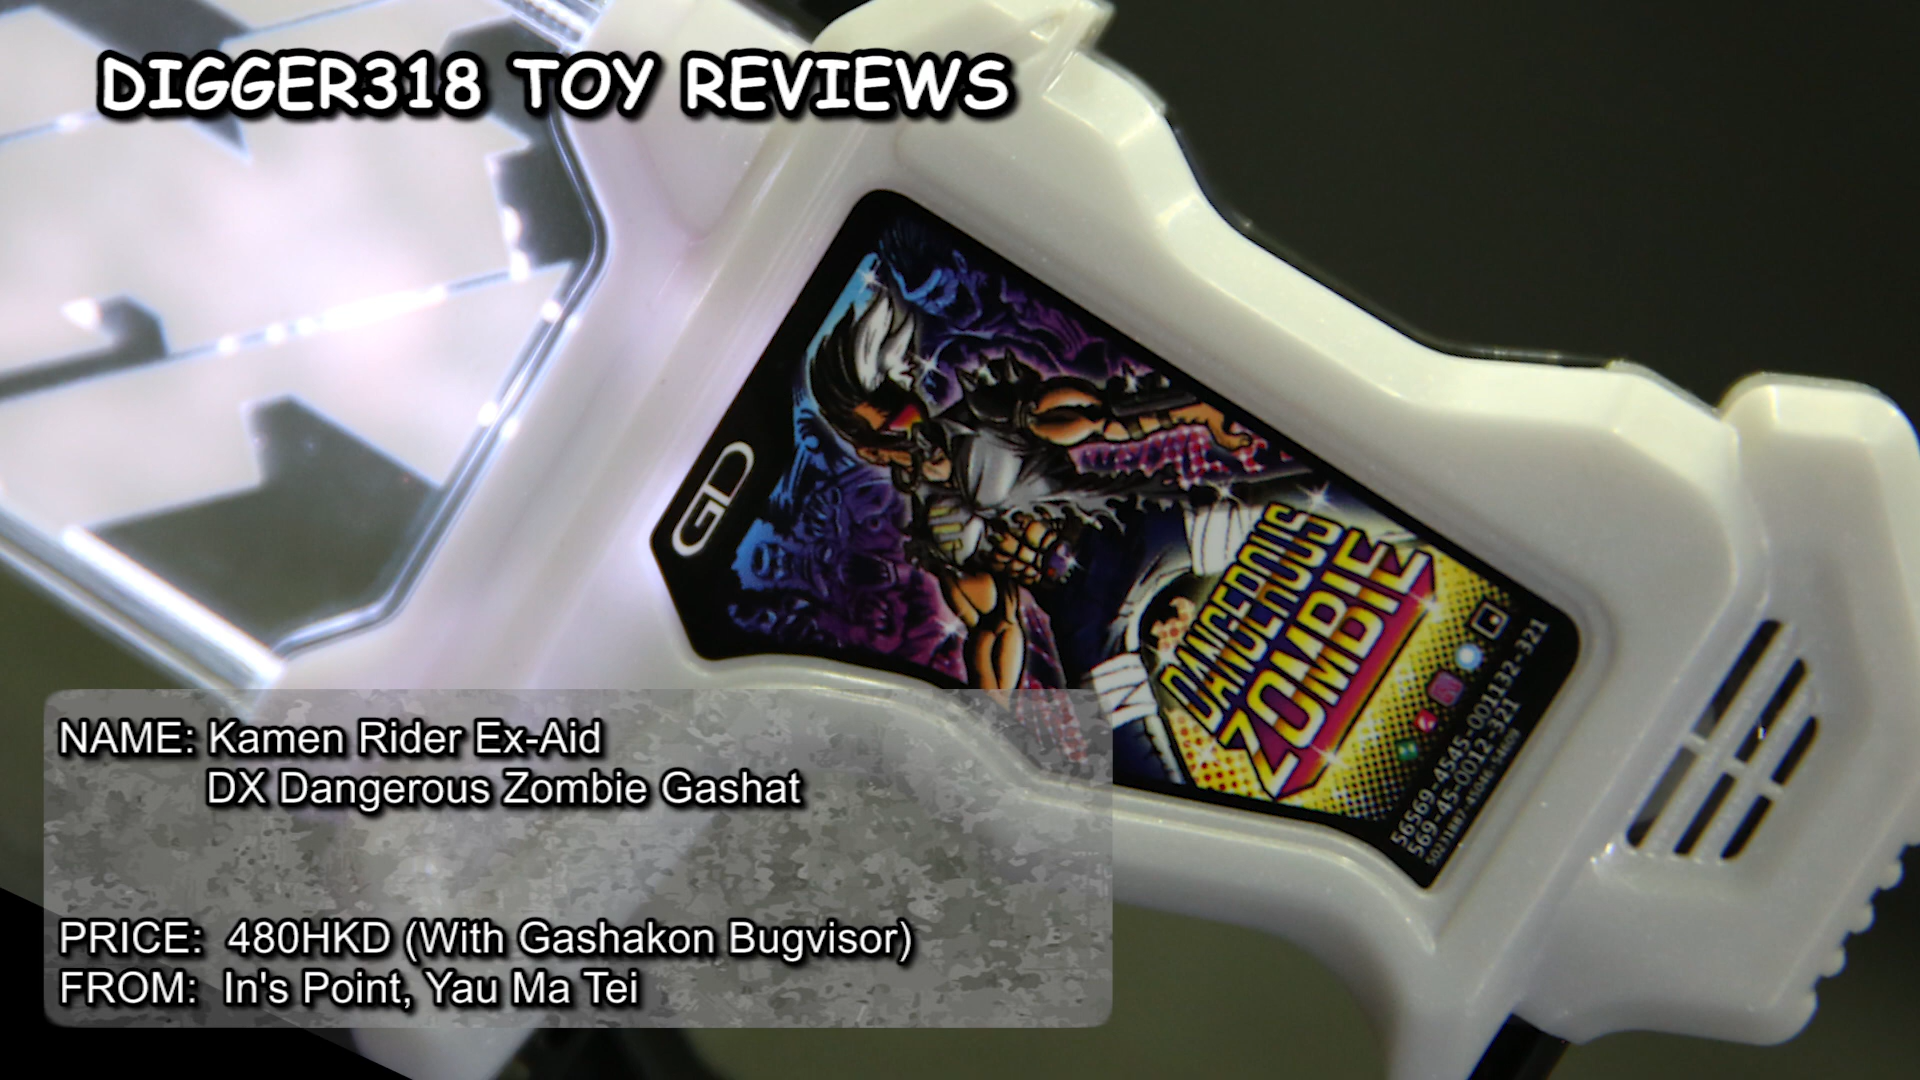 DIGGER318 TOY REVIEWS
GD
DANGEROUS
ZOMBIE
56569-4545-001132-321
569-45-0012-321
NAME: Kamen Rider Ex-Aid
DX Dangerous Zombie Gashat
PRICE: 480HKD (With Gashakon Bugvisor)
FROM: In's Point, Yau Ma Tei